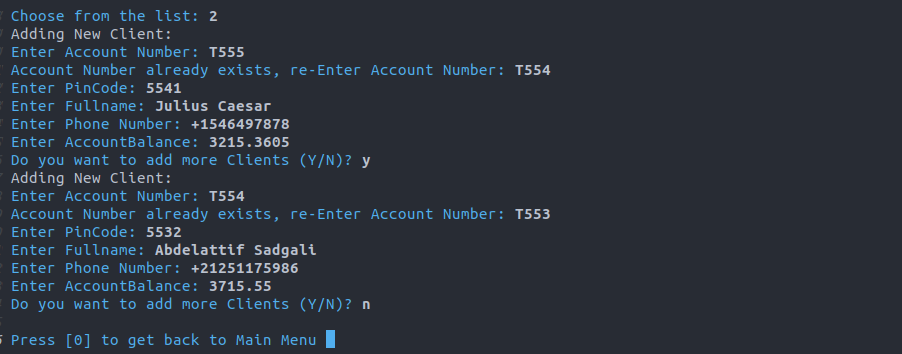 Choose from the list: 2
Adding New Client:
Enter Account Number: T555
Account Number already exists, re-Enter Account Number: T554
Enter PinCode: 5541
Enter Fullname: Julius Caesar
Enter Phone Number: +1546497878
Enter AccountBalance: 3215.3605
Do you want to add more Clients (Y/N)? y
Adding New Client:
Enter Account Number: T554
Account Number already exists, re-Enter Account Number: T553
Enter PinCode: 5532
Enter Fullname: Abdelattif Sadgali
Enter Phone Number: +21251175986
Enter AccountBalance: 3715.55
Do you want to add more Clients (Y/N)? n
Press [0] to get back to Main Menu